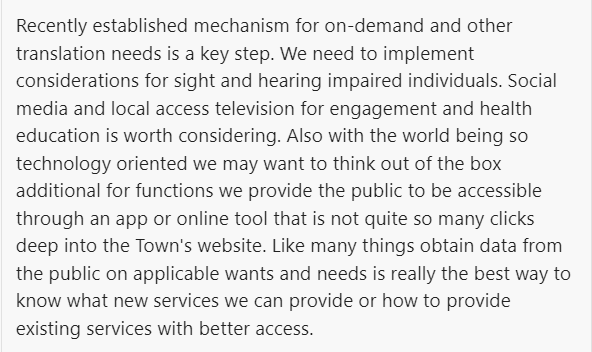 Recently established mechanism for on-demand and other
translation needs is a key step. We need to implement
considerations for sight and hearing impaired individuals. Social
media and local access television for engagement and health
education is worth considering. Also with the world being so
technology oriented we may want to think out of the box
additional for functions we provide the public to be accessible
through an app or online tool that is not quite so many clicks
deep into the Town's website. Like many things obtain data from
the public on applicable wants and needs is really the best way to
know what new services we can provide or how to provide
existing services with better access.